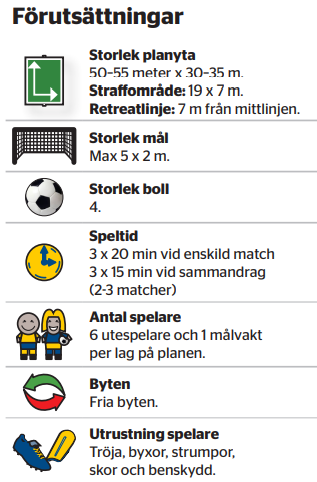 Förutsättningar
Storlek planyta
50-55 meter x 30-35 m.
Straffområde: 19 x 7 m.
Retreatlinje: 7 m från mittlinjen.
Storlek mål
Max 5 x 2 m.
Storlek boll
4.
Speltid
3 x 20 min vid enskild match
3 x 15 min vid sammandrag
(2-3 matcher)
Antal spelare
6 utespelare och 1 målvakt
per lag på planen.
Byten
Fria byten.
Utrustning spelare
Tröja, byxor, strumpor,
skor och benskydd.